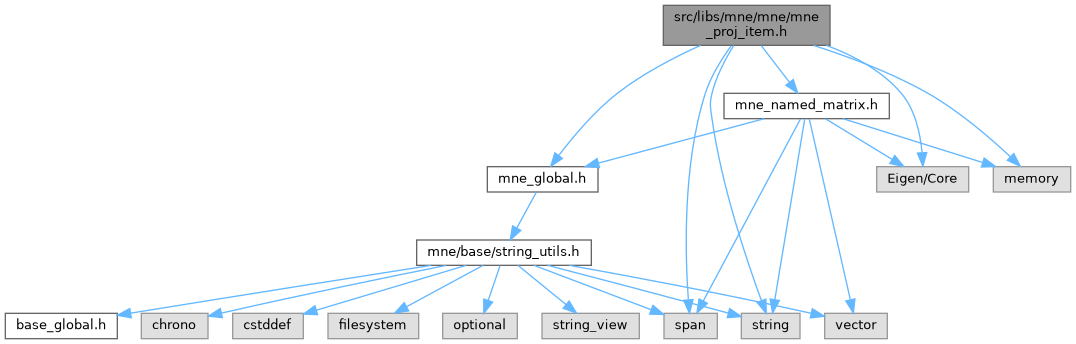 src/libs/mne/mne/mne
_proj_item.h
mne_named_matrix.h
mne_global.h
Eigen/Core
memory
mne/base/string_utils.h
base_global.h
chrono
cstddef
filesystem
optional
string_view
span
string
vector